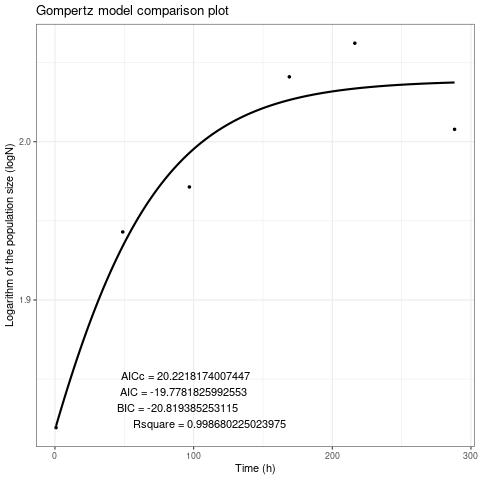 Gompertz model comparison plot
Logarithm of the population size (logN)
2.0
1.9
AICc = 20.2218174007447
AIC = -19.7781825992553
BIC = -20.819385253115
Rsquare = 0.998680225023975
0 100 200 300
Time (h)